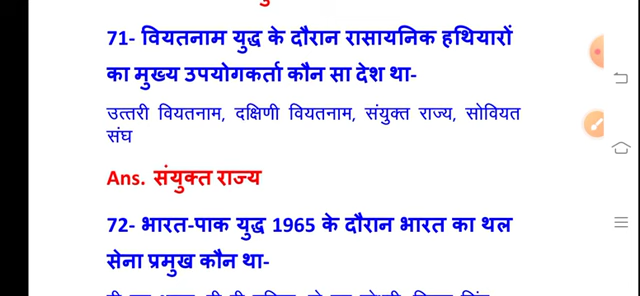 71- वियतनाम युद्ध के दौरान रासायनिक हथियारों
का मुख्य उपयोगकर्ता कौन सा देश था-
उत्तरी वियतनाम, दक्षिणी वियतनाम, संयुक्त राज्य, सोवियत
संघ
Ans. संयुक्त राज्य
72- भारत-पाक युद्ध 1965 के दौरान भारत का थल
सेना प्रमुख कौन था-